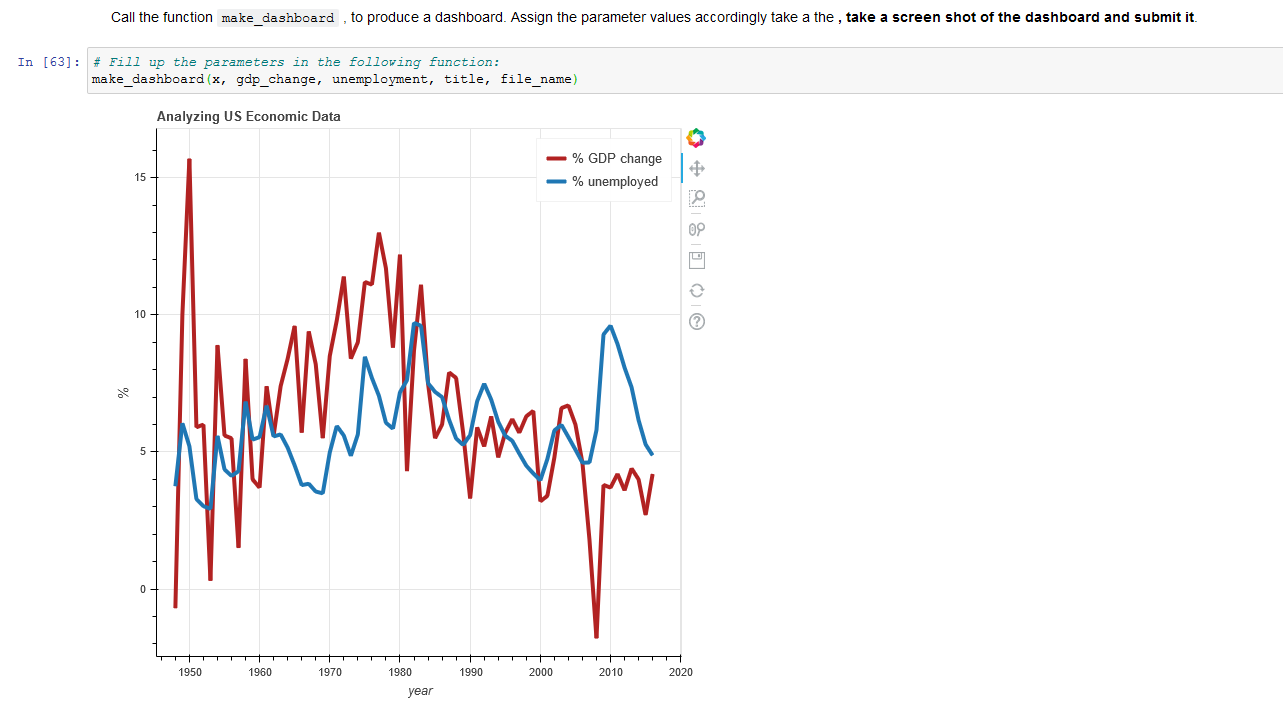 Call the function make_dashboard , to produce a dashboard. Assign the parameter values accordingly take a the , take a screen shot of the dashboard and submit it.
In [63]: # Fill up the parameters in the following function:
make_dashboard(x, gdp_change, unemployment, title, file_name)
Analyzing US Economic Data
% GDP change
% unemployed
15
10
5
0
%
1950 1960 1970 1980 1990 2000 2010 2020
year